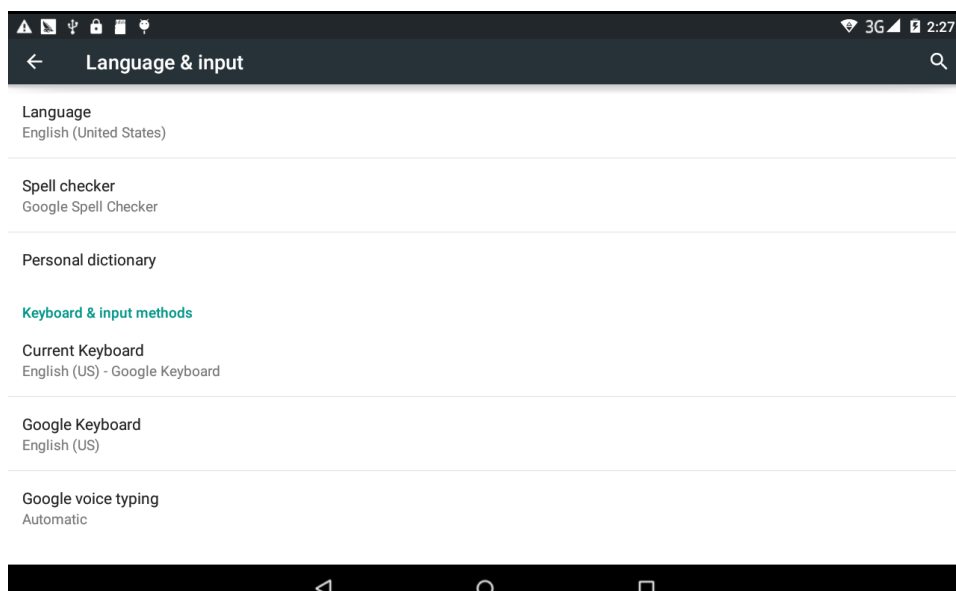 3G 2:27
Language & input
Language
English (United States)
Spell checker
Google Spell Checker
Personal dictionary
Keyboard & input methods
Current Keyboard
English (US) - Google Keyboard
Google Keyboard
English (US)
Google voice typing
Automatic